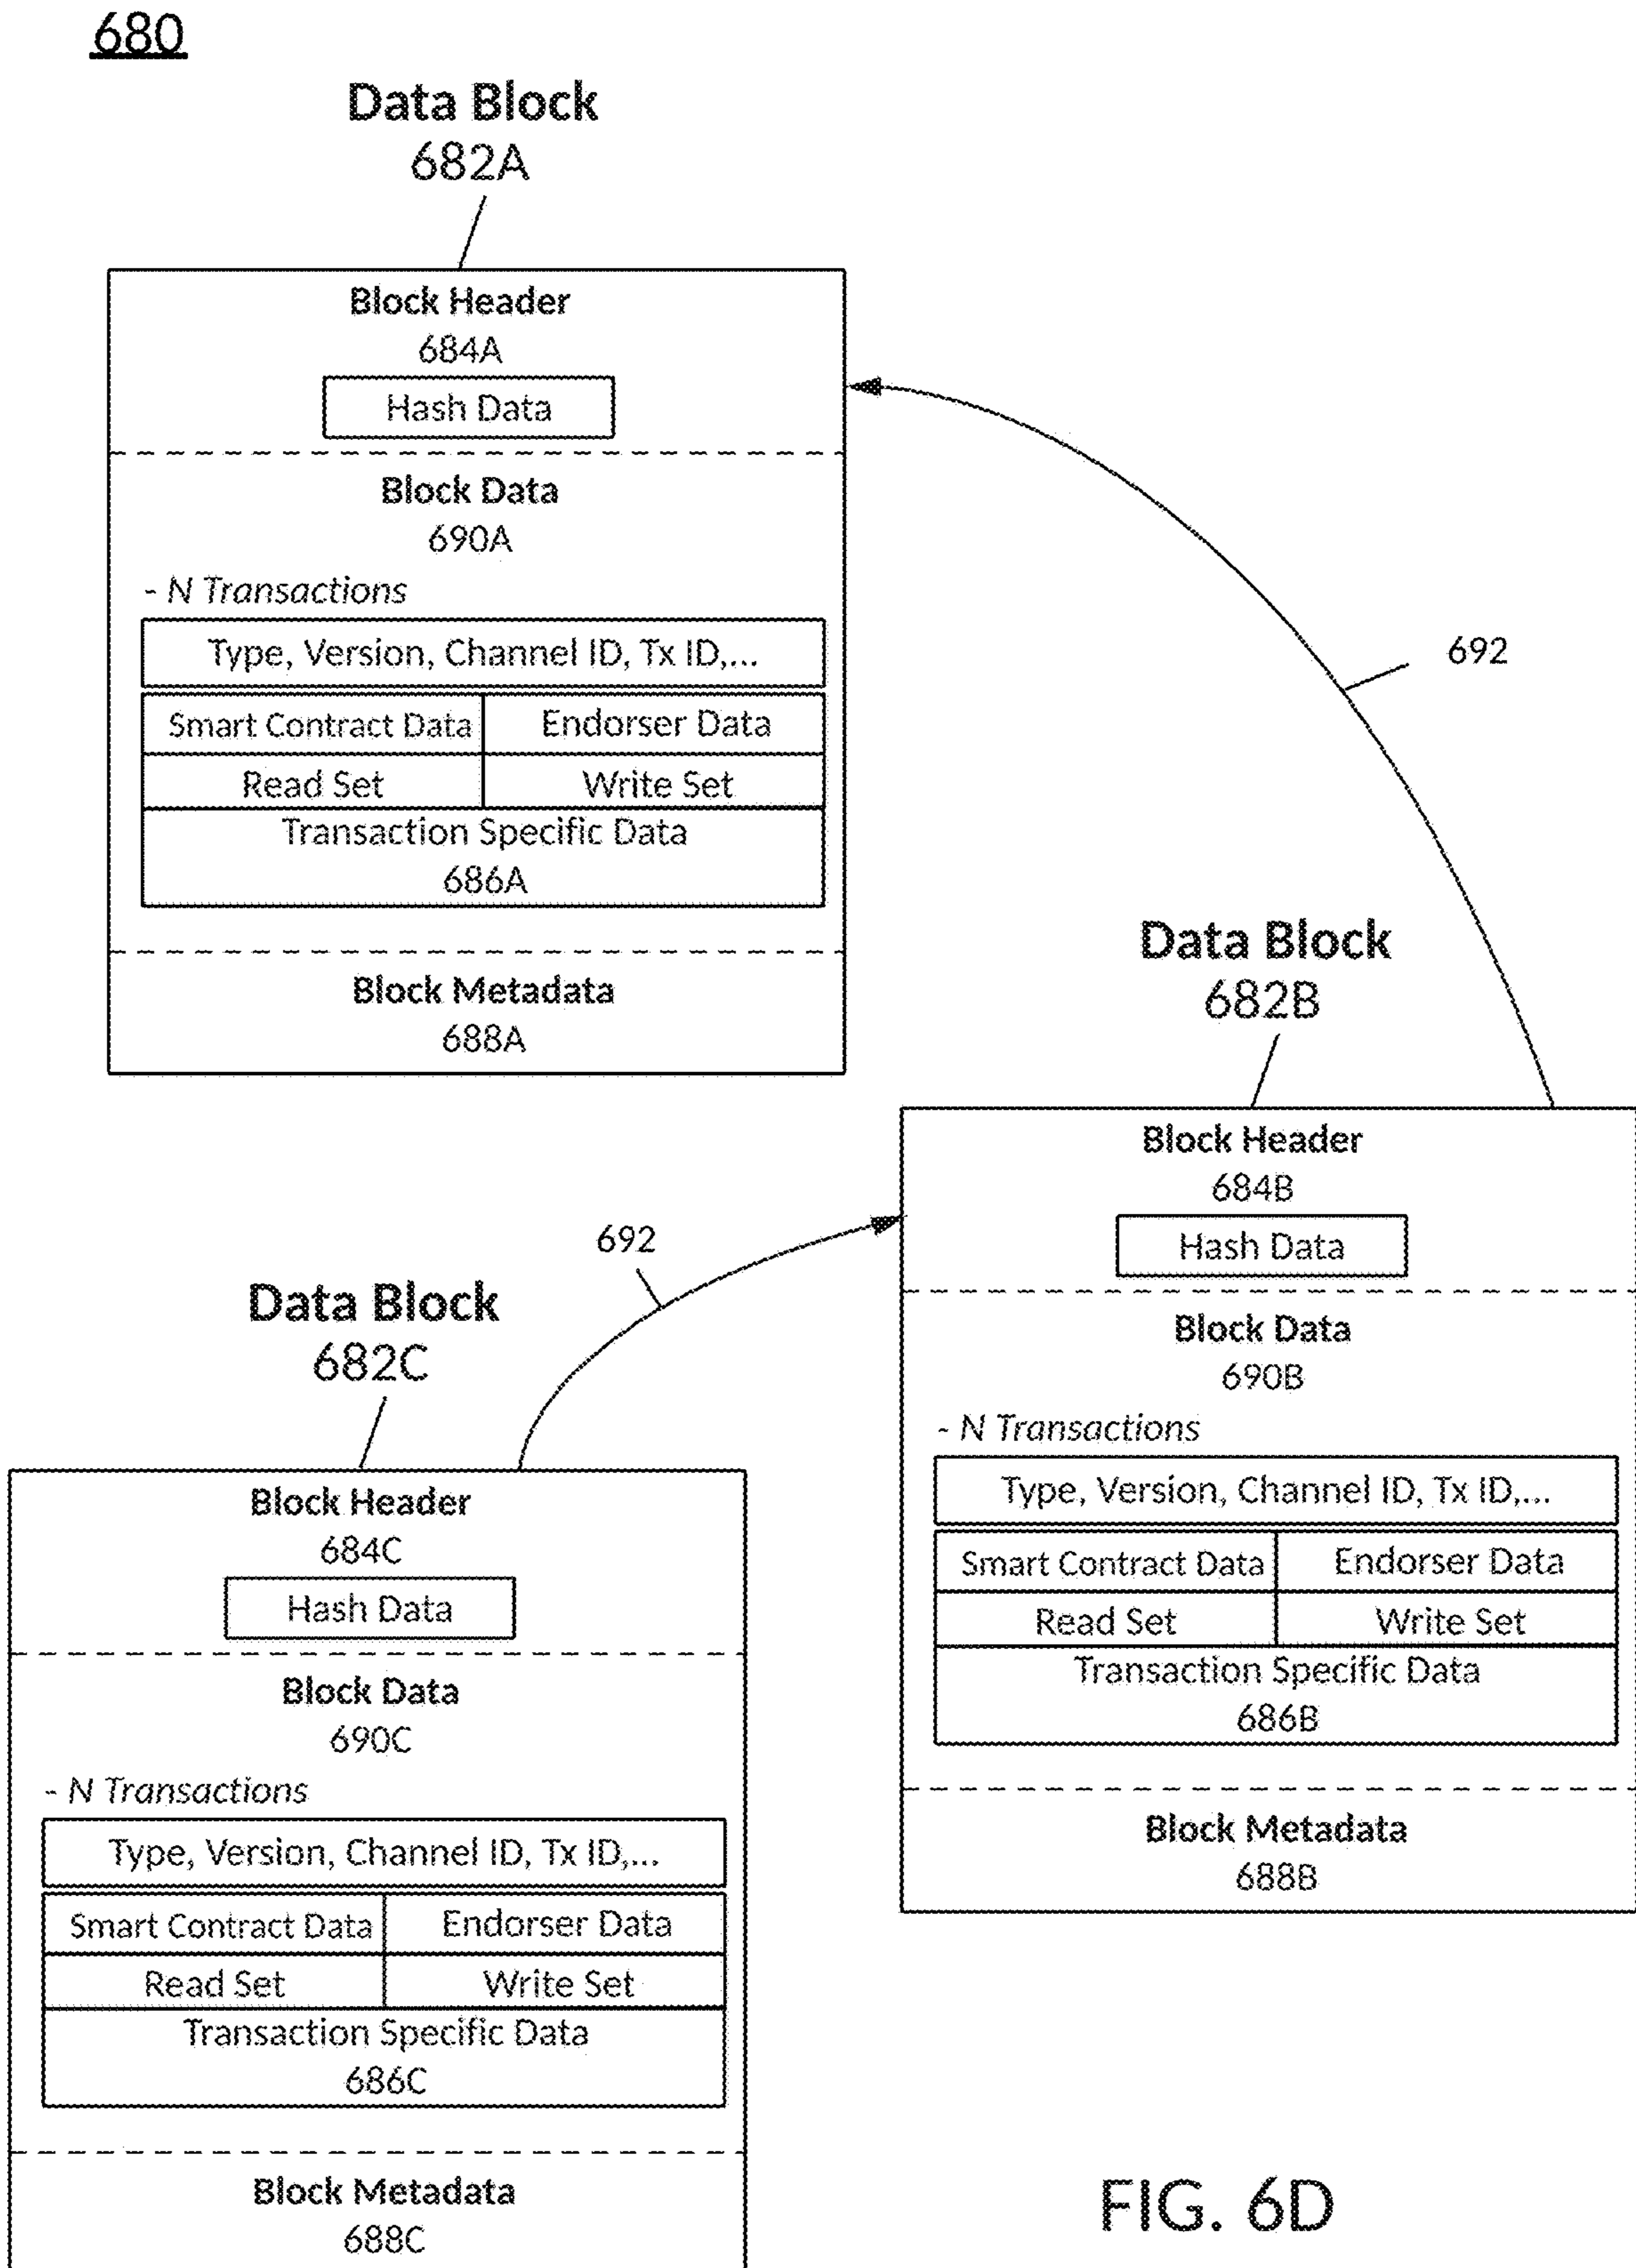 680
Data Block
682A
Block Header
684A
Hash Data
Block Data
690A
- N Transactions
Type, Version, Channel ID, Tx ID,...
Smart Contract Data
Endorser Data
Read Set
Write Set
Transaction Specific Data
686A
Block Metadata
688A
692
Data Block
682B
Block Header
684B
Hash Data
Block Data
690B
- N Transactions
Type, Version, Channel ID, Tx ID,...
Smart Contract Data
Endorser Data
Read Set
Write Set
Transaction Specific Data
686B
Block Metadata
688B
692
Data Block
682C
Block Header
684C
Hash Data
Block Data
690C
- N Transactions
Type, Version, Channel ID, Tx ID,...
Smart Contract Data
Endorser Data
Read Set
Write Set
Transaction Specific Data
686C
Block Metadata
688C
FIG. 6D